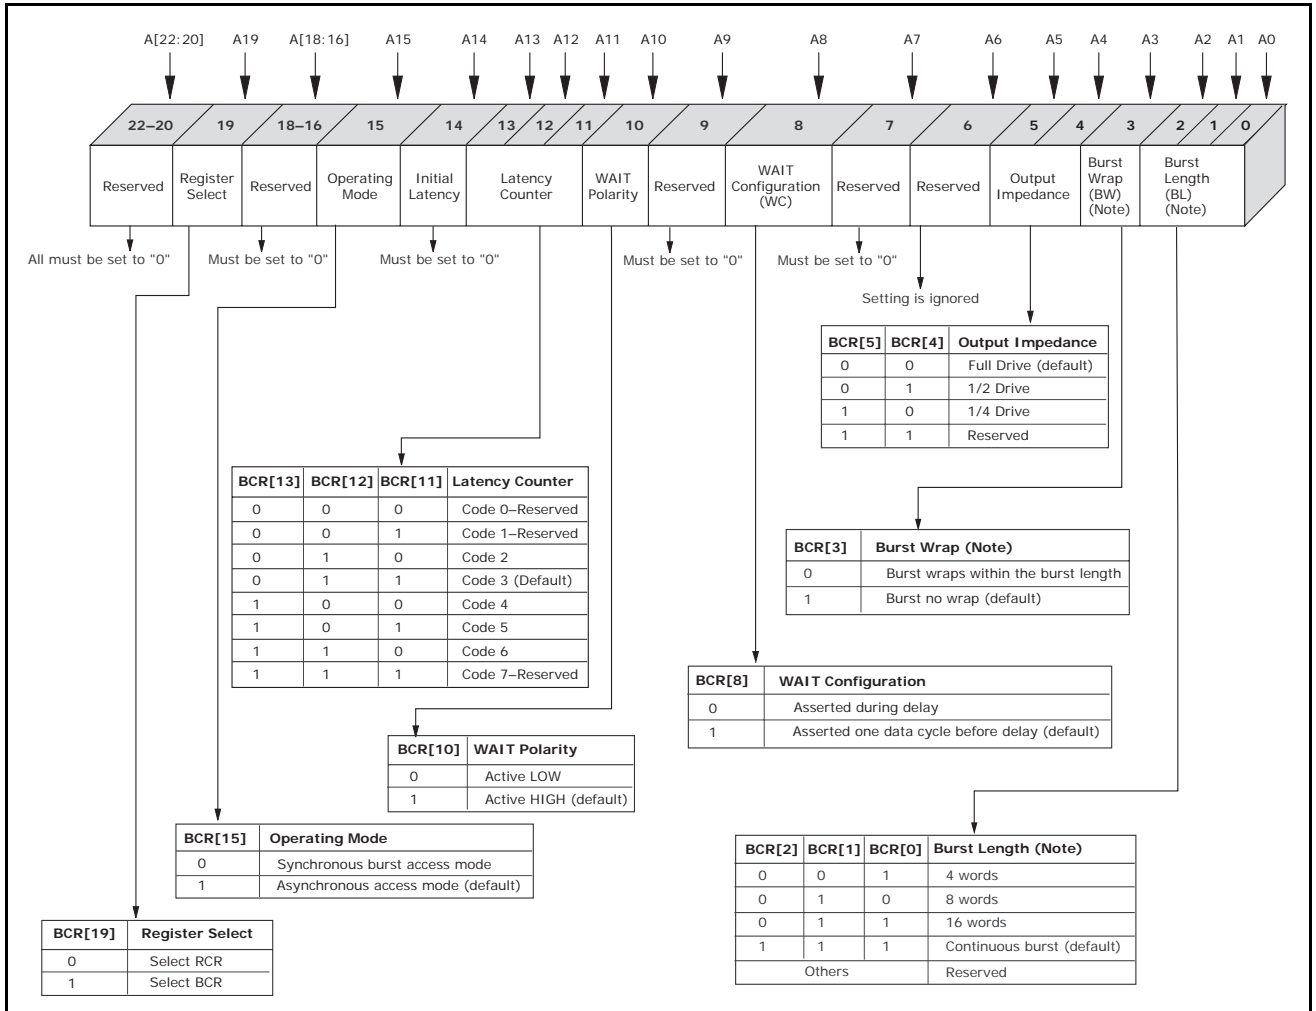 A[22:20] A19 A[18:16] A15 A14 A13 A12 A11 A10 A9 A8 A7 A6 A5 A4 A3 A2 A1 A0
22–20 19 18–16 15 14 13 12 11 10 9 8 7 6 5 4 3 2 1 0
Reserved
Register
Select
Reserved
Operating
Mode
Initial
Latency
Latency
Counter
WAIT
Polarity
Reserved
WAIT
Configuration
(WC)
Reserved
Reserved
Output
Impedance
Burst
Wrap
(BW)
(Note)
Burst
Length
(BL)
(Note)
All must be set to "0"
Must be set to "0"
Must be set to "0"
Must be set to "0"
Must be set to "0"
Setting is ignored
BCR[5] BCR[4] Output Impedance
0 0 Full Drive (default)
0 1 1/2 Drive
1 0 1/4 Drive
1 1 Reserved
BCR[13] BCR[12] BCR[11] Latency Counter
0 0 0 Code 0–Reserved
0 0 1 Code 1–Reserved
0 1 0 Code 2
0 1 1 Code 3 (Default)
1 0 0 Code 4
1 0 1 Code 5
1 1 0 Code 6
1 1 1 Code 7–Reserved
BCR[3] Burst Wrap (Note)
0 Burst wraps within the burst length
1 Burst no wrap (default)
BCR[8] WAIT Configuration
0 Asserted during delay
1 Asserted one data cycle before delay (default)
BCR[10] WAIT Polarity
0 Active LOW
1 Active HIGH (default)
BCR[15] Operating Mode
0 Synchronous burst access mode
1 Asynchronous access mode (default)
BCR[2] BCR[1] BCR[0] Burst Length (Note)
0 0 1 4 words
0 1 0 8 words
0 1 1 16 words
1 1 1 Continuous burst (default)
Others Reserved
BCR[19] Register Select
0 Select RCR
1 Select BCR